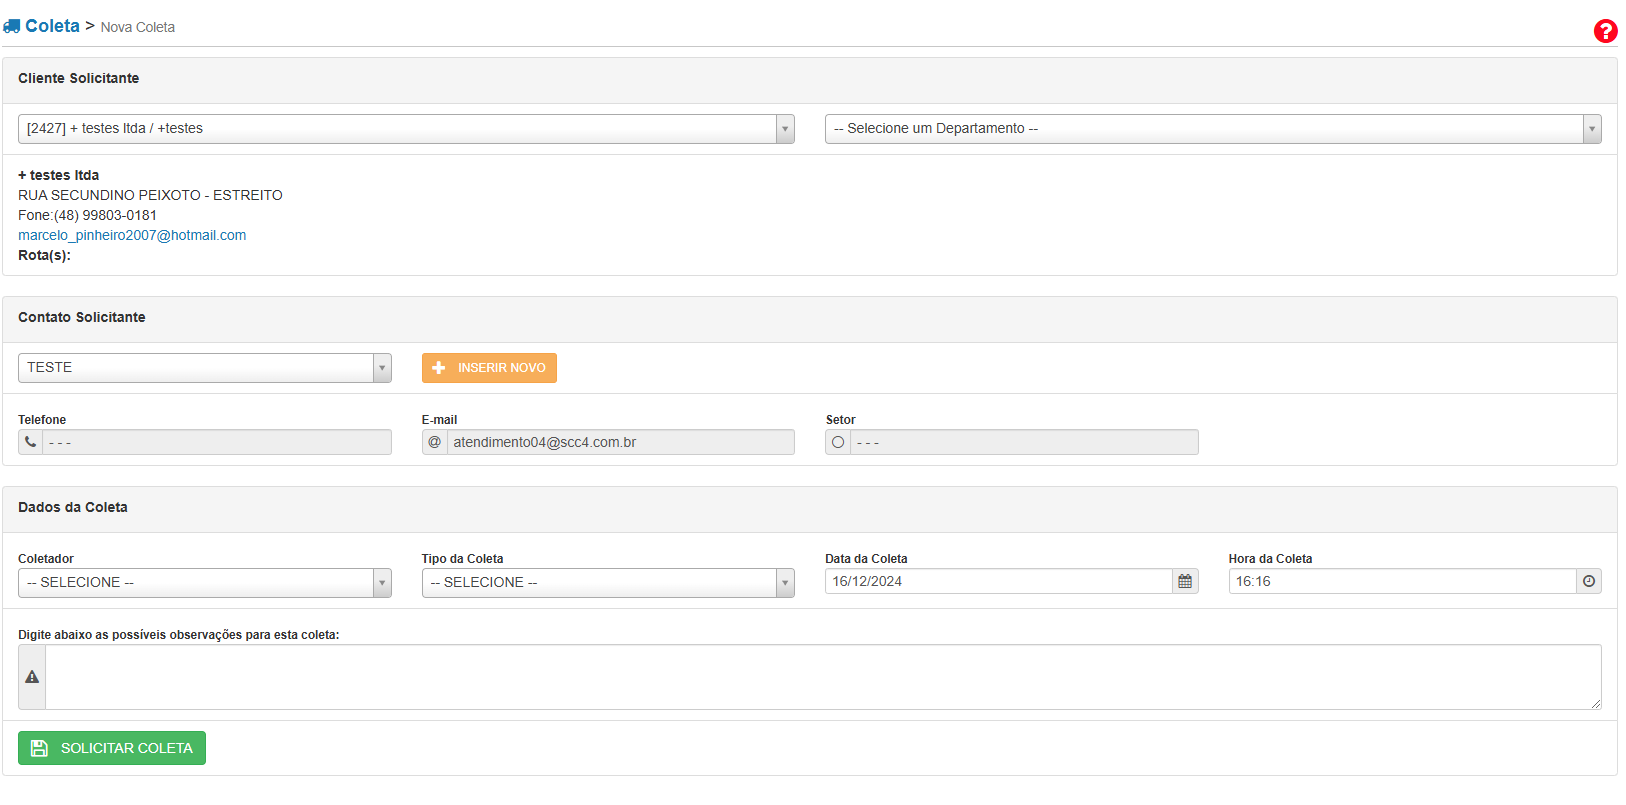 Coleta > Nova Coleta
?
Cliente Solicitante
[2427] + testes ltda / +testes
-- Selecione um Departamento --
+ testes ltda
RUA SECUNDINO PEIXOTO - ESTREITO
Fone:(48) 99803-0181
marcelo_pinheiro2007@hotmail.com
Rota(s):
Contato Solicitante
TESTE
INSERIR NOVO
Telefone
E-mail
Setor
- - -
@ atendimento04@scc4.com.br
- - -
Dados da Coleta
Coletador
Tipo da Coleta
Data da Coleta
Hora da Coleta
-- SELECIONE --
-- SELECIONE --
16/12/2024
16:16
Digite abaixo as possíveis observações para esta coleta:
SOLICITAR COLETA